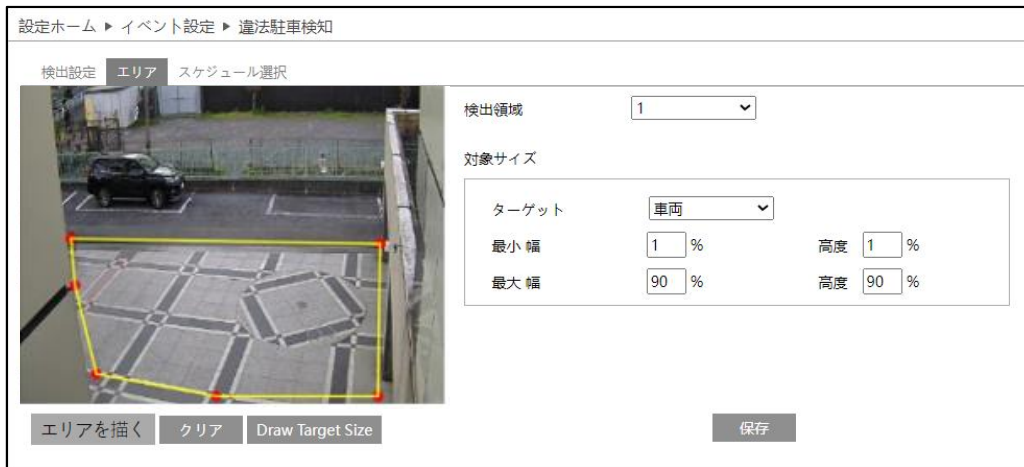 設定ホーム ▶ イベント設定 ▶ 違法駐車検知
検出設定 エリア スケジュール選択
検出領域 1
対象サイズ
ターゲット 車両
最小 幅 1 % 高度 1 %
最大 幅 90 % 高度 90 %
エリアを描く クリア Draw Target Size 保存